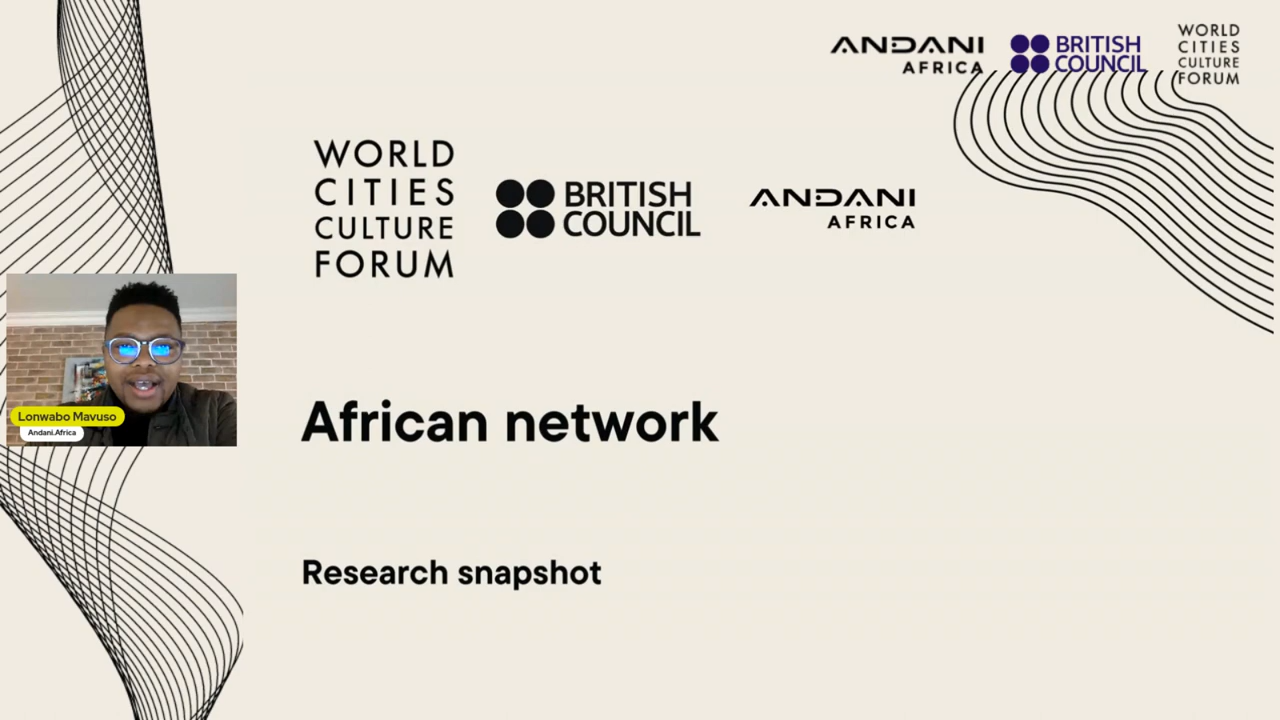 ANDANI
AFRICA
BRITISH
COUNCIL
WORLD
CITIES
CULTURE
FORUM
WORLD
CITIES
CULTURE
FORUM
BRITISH
COUNCIL
ANDANI
AFRICA
Lonwabo Mavuso
Andani.Africa
African network
Research snapshot